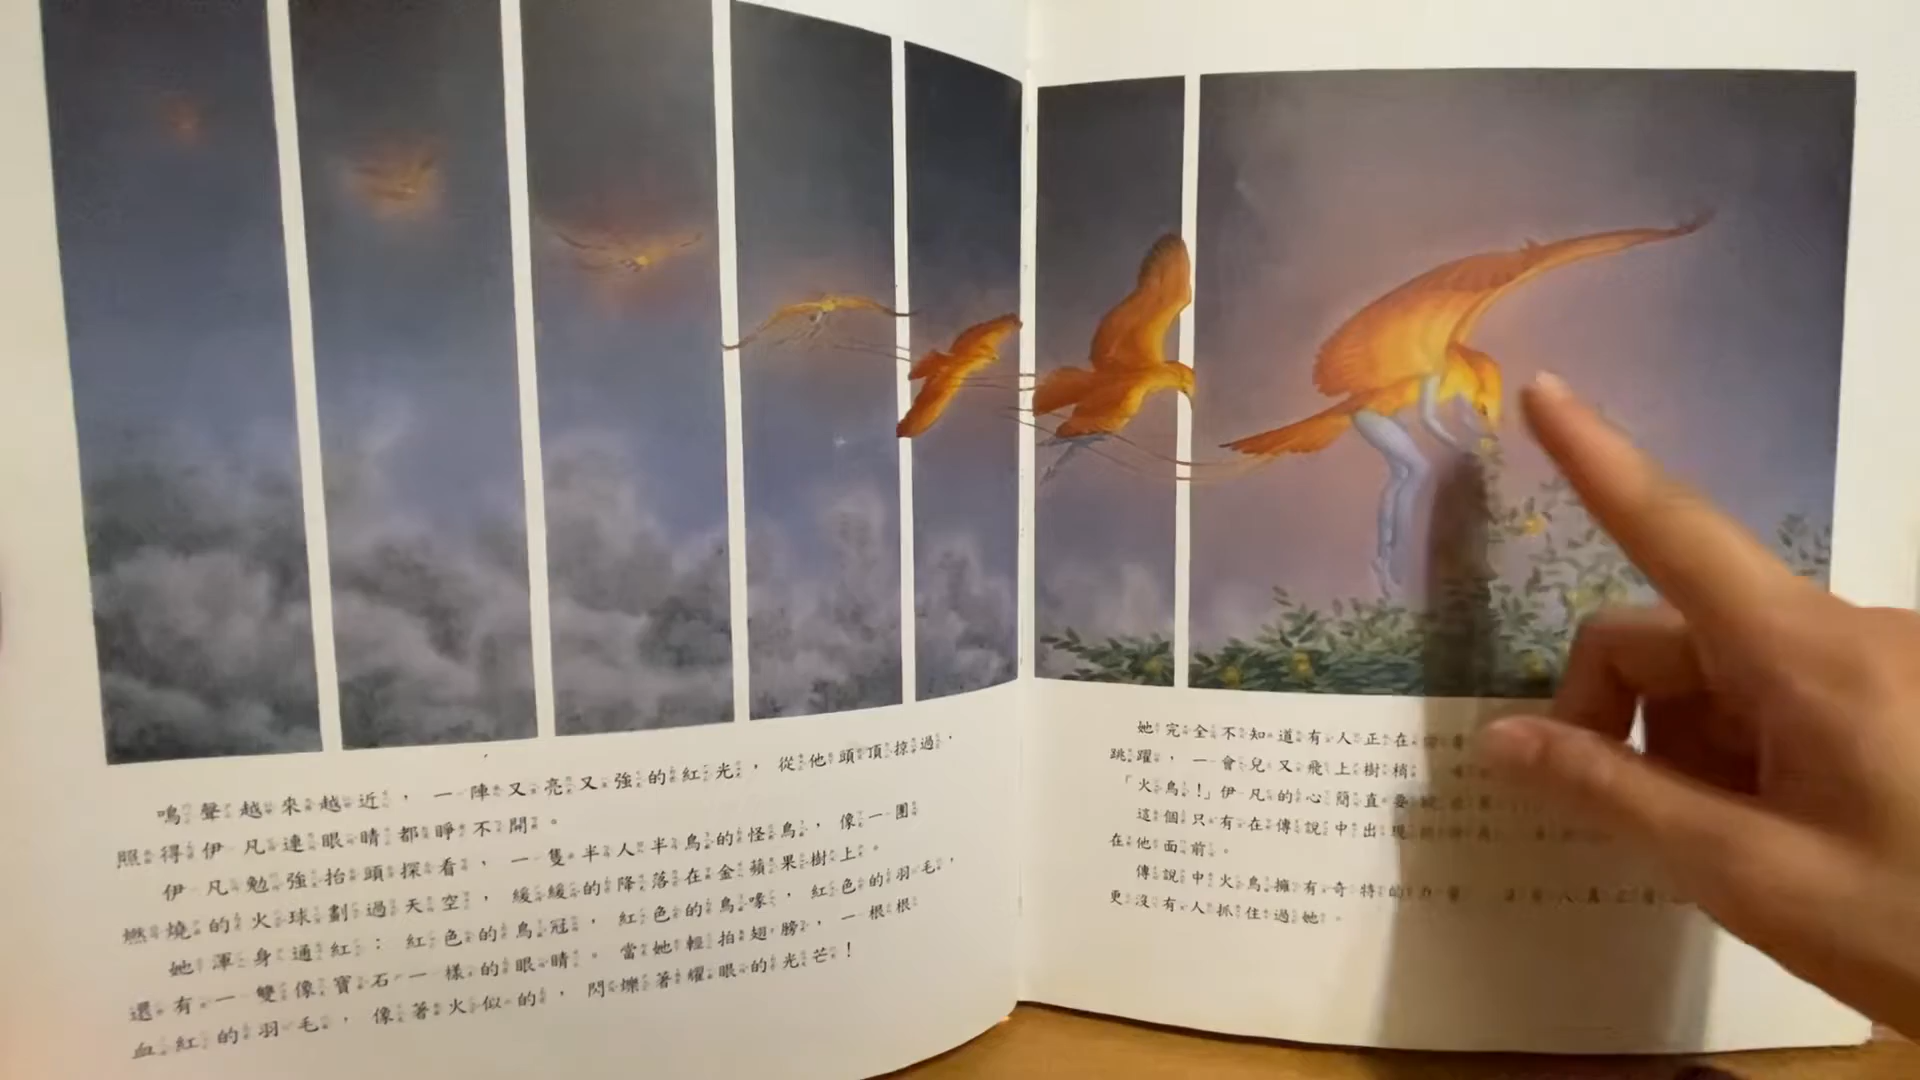 鳴聲越來越近，一陣又亮又強的紅光，從他頭頂掠過，
照得伊凡連眼睛都睜不開。
伊凡勉強抬頭探看，一隻半人半鳥的怪鳥，像一團
燃燒的火球劃過天空，緩緩的降落在金蘋果樹上。
她渾身通紅：紅色的鳥冠，紅色的鳥喙，紅色的羽毛，
還有一雙像寶石一樣的眼睛。當她輕拍翅膀，一根根
血紅的羽毛，像著火似的，閃爍著耀眼的光芒！
她完全不知道有人正在
跳躍，一會兒又飛上樹梢
「火鳥！」伊凡的心簡直要
這個只有在傳說中出現
在他面前。
傳說中火鳥擁有奇特的力量
更沒有人抓住過她。